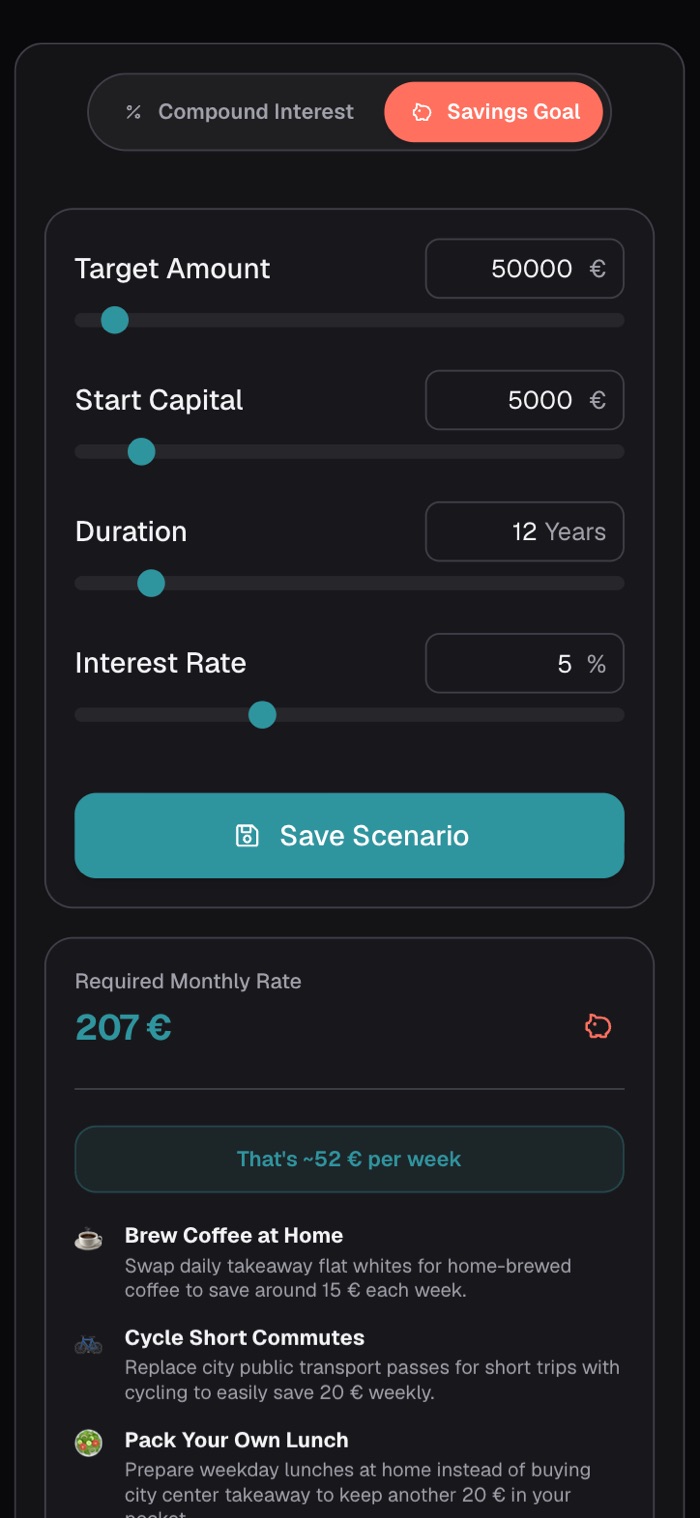 Compound Interest
Savings Goal
Target Amount
50000 €
Start Capital
5000 €
Duration
12 Years
Interest Rate
5 %
Save Scenario
Required Monthly Rate
207 €
That's ~52 € per week
Brew Coffee at Home
Swap daily takeaway flat whites for home-brewed
coffee to save around 15 € each week.
Cycle Short Commutes
Replace city public transport passes for short trips with
cycling to easily save 20 € weekly.
Pack Your Own Lunch
Prepare weekday lunches at home instead of buying
city center takeaway to keep another 20 € in your
pocket.